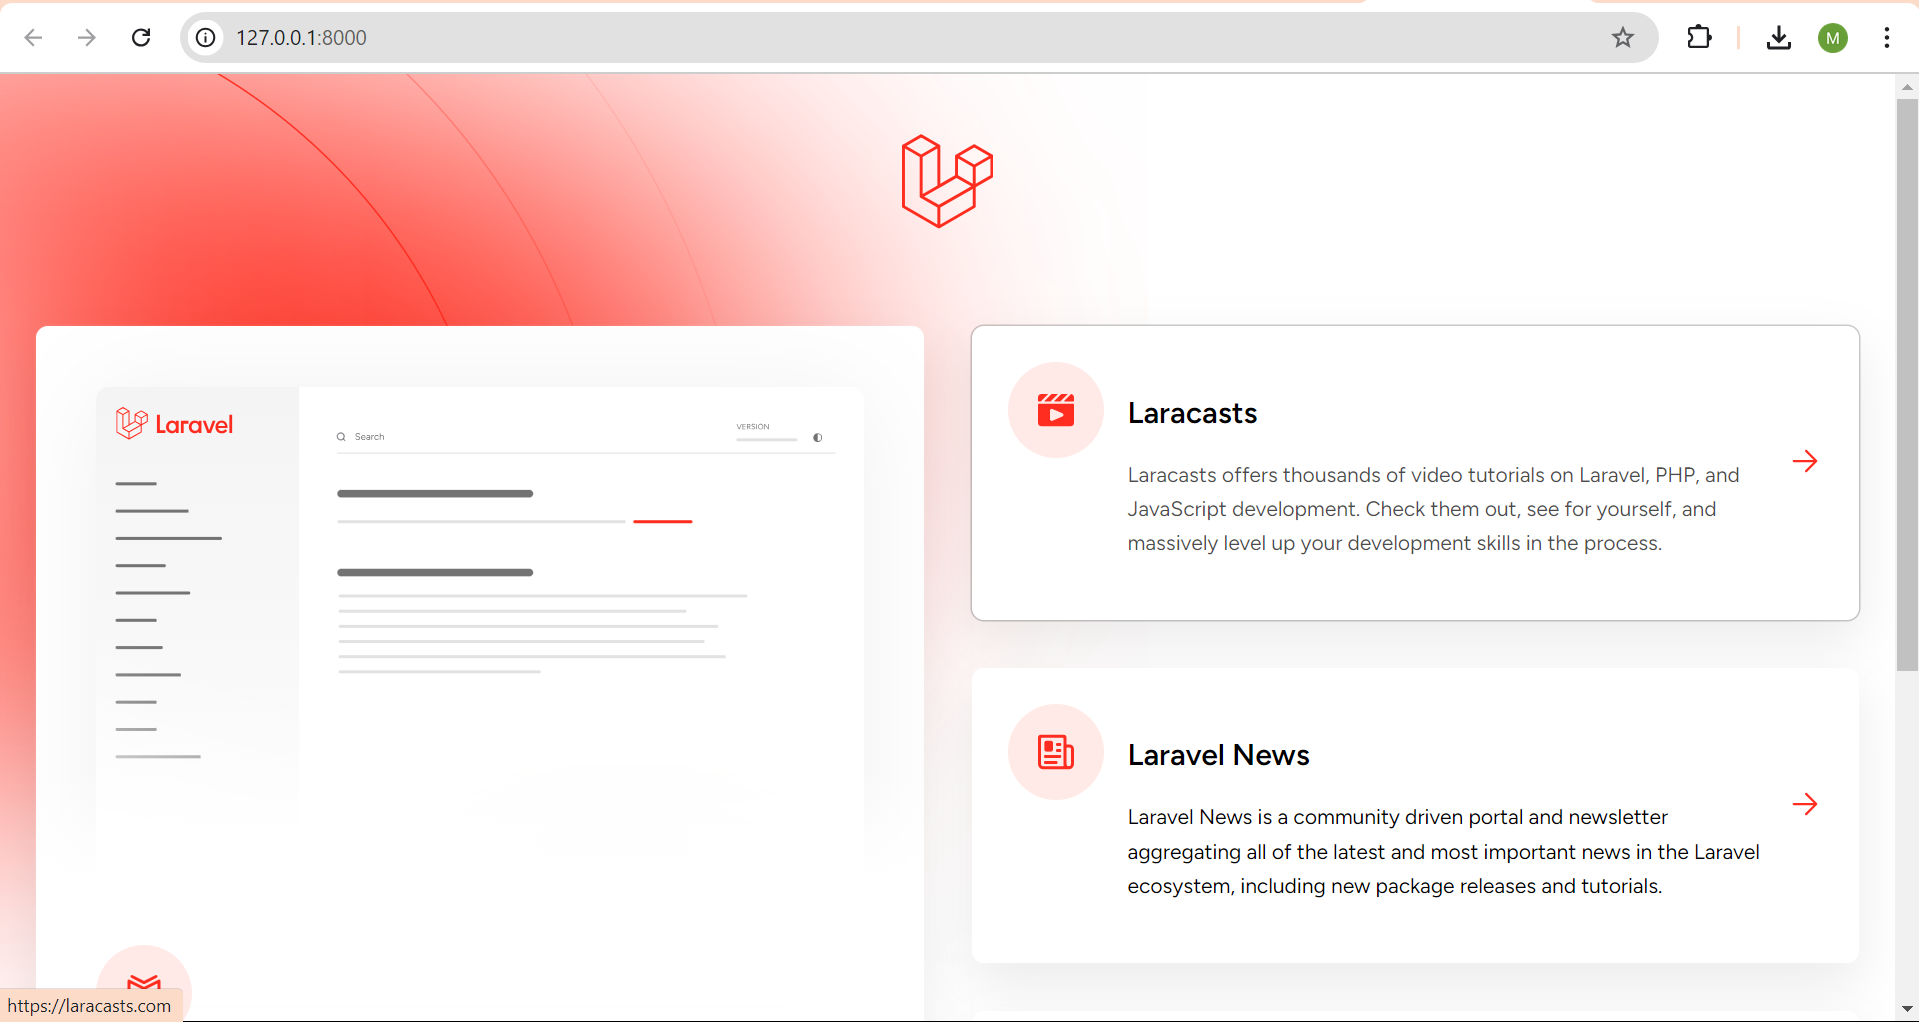 127.0.0.1:8000
M
Laravel
Search
VERSION
Laracasts
Laracasts offers thousands of video tutorials on Laravel, PHP, and
JavaScript development. Check them out, see for yourself, and
massively level up your development skills in the process.
Laravel News
Laravel News is a community driven portal and newsletter
aggregating all of the latest and most important news in the Laravel
ecosystem, including new package releases and tutorials.
https://laracasts.com